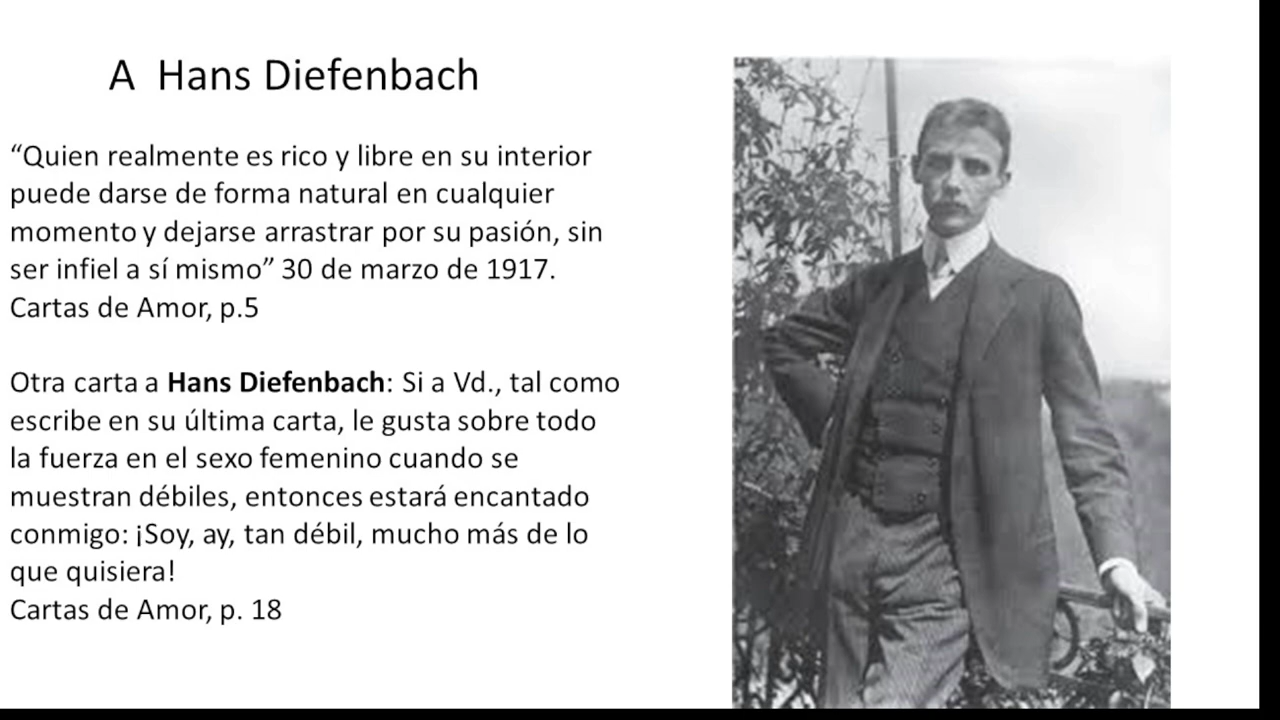 A Hans Diefenbach
“Quien realmente es rico y libre en su interior
puede darse de forma natural en cualquier
momento y dejarse arrastrar por su pasión, sin
ser infiel a sí mismo” 30 de marzo de 1917.
Cartas de Amor, p.5
Otra carta a Hans Diefenbach: Si a Vd., tal como
escribe en su última carta, le gusta sobre todo
la fuerza en el sexo femenino cuando se
muestran débiles, entonces estará encantado
conmigo: ¡Soy, ay, tan débil, mucho más de lo
que quisiera!
Cartas de Amor, p. 18